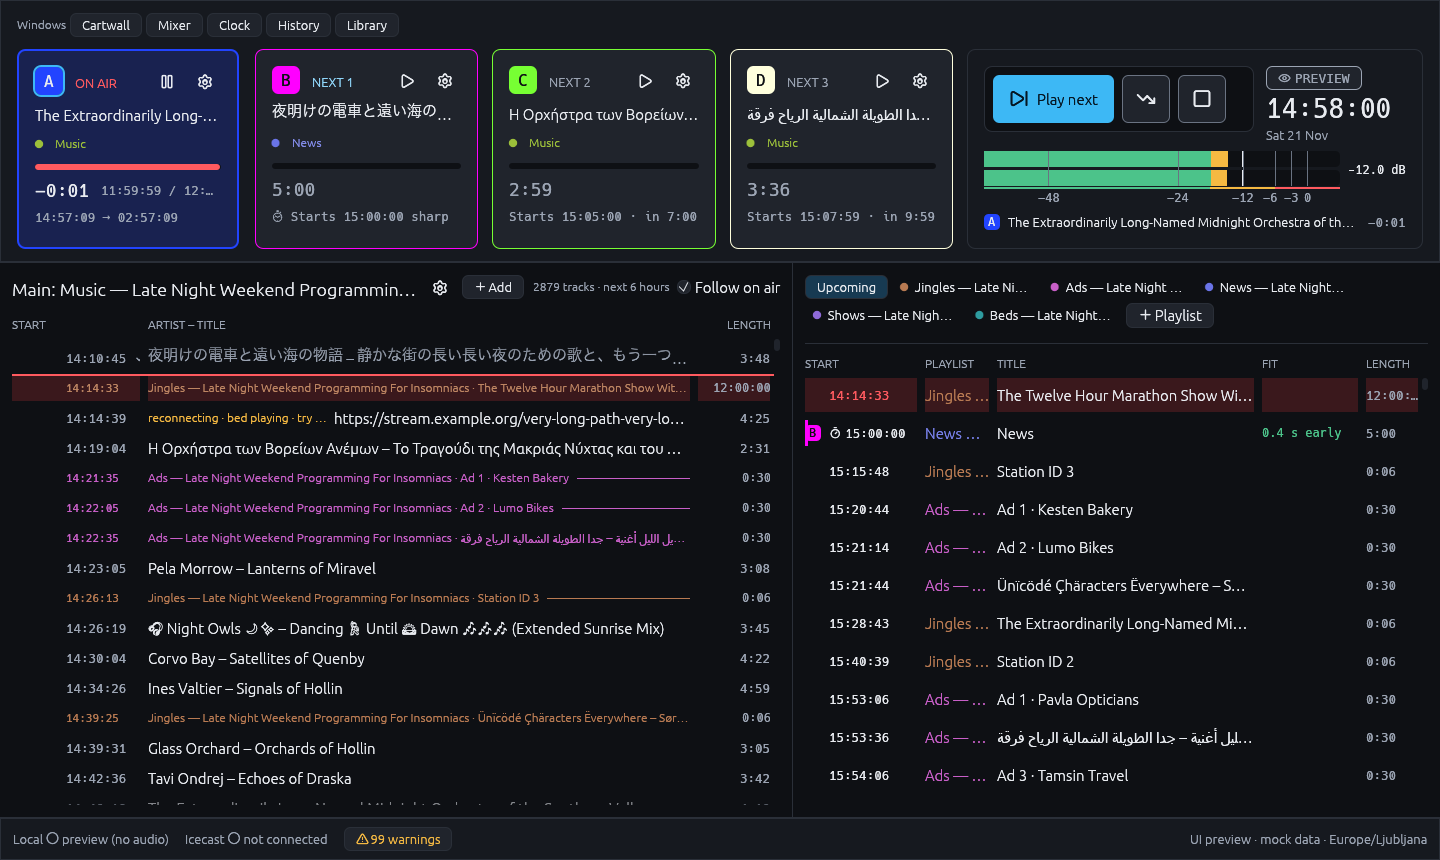 Windows Cartwall Mixer Clock History Library
A ON AIR
The Extraordinarily Long-...
Music
−0:01 11:59:59 / 12:...
14:57:09 → 02:57:09
B NEXT 1
夜明けの電車と遠い海の...
News
5:00
Starts 15:00:00 sharp
C NEXT 2
Η Ορχήστρα των Βορείων...
Music
2:59
Starts 15:05:00 · in 7:00
D NEXT 3
جدا الطويلة الشمالية الرياح فرقة...
Music
3:36
Starts 15:07:59 · in 9:59
Play next
PREVIEW
14:58:00
Sat 21 Nov
-12.0 dB
−48 −24 −12 −6 −3 0
A The Extraordinarily Long-Named Midnight Orchestra of th... −0:01
Main: Music — Late Night Weekend Programmin... + Add 2879 tracks · next 6 hours ✓ Follow on air
START ARTIST – TITLE LENGTH
14:10:45 夜明けの電車と遠い海の物語 – 静かな街の長い長い夜のための歌と、もう一つ... 3:48
14:14:33 Jingles — Late Night Weekend Programming For Insomniacs · The Twelve Hour Marathon Show Wit... 12:00:00
14:14:39 reconnecting · bed playing · try ... https://stream.example.org/very-long-path-very-lo... 4:25
14:19:04 Η Ορχήστρα των Βορείων Ανέμων – Το Τραγούδι της Μακριάς Νύχτας και του ... 2:31
14:21:35 Ads — Late Night Weekend Programming For Insomniacs · Ad 1 · Kesten Bakery 0:30
14:22:05 Ads — Late Night Weekend Programming For Insomniacs · Ad 2 · Lumo Bikes 0:30
14:22:35 Ads — Late Night Weekend Programming For Insomniacs · الليل أغنية – جدا الطويلة الشمالية الرياح فرقة... 0:30
14:23:05 Pela Morrow – Lanterns of Miravel 3:08
14:26:13 Jingles — Late Night Weekend Programming For Insomniacs · Station ID 3 0:06
14:26:19 🎧 Night Owls 🌙✨ – Dancing 💃 Until 🌅 Dawn 🎶🎶🎶 (Extended Sunrise Mix) 3:45
14:30:04 Corvo Bay – Satellites of Quenby 4:22
14:34:26 Ines Valtier – Signals of Hollin 4:59
14:39:25 Jingles — Late Night Weekend Programming For Insomniacs · Ünïcödé Çhäracters Ëverywhere – Sør... 0:06
14:39:31 Glass Orchard – Orchards of Hollin 3:05
14:42:36 Tavi Ondrej – Echoes of Draska 3:42
Upcoming Jingles — Late Ni... Ads — Late Night ... News — Late Night...
Shows — Late Nigh... Beds — Late Night... + Playlist
START PLAYLIST TITLE FIT LENGTH
14:14:33 Jingles ... The Twelve Hour Marathon Show Wi... 12:00:...
B 15:00:00 News ... News 0.4 s early 5:00
15:15:48 Jingles ... Station ID 3 0:06
15:20:44 Ads — ... Ad 1 · Kesten Bakery 0:30
15:21:14 Ads — ... Ad 2 · Lumo Bikes 0:30
15:21:44 Ads — ... Ünïcödé Çhäracters Ëverywhere – S... 0:30
15:28:43 Jingles ... The Extraordinarily Long-Named Mi... 0:06
15:40:39 Jingles ... Station ID 2 0:06
15:53:06 Ads — ... Ad 1 · Pavla Opticians 0:30
15:53:36 Ads — ... أغنية – جدا الطويلة الشمالية الرياح فرقة... 0:30
15:54:06 Ads — ... Ad 3 · Tamsin Travel 0:30
Local preview (no audio) Icecast not connected 99 warnings UI preview · mock data · Europe/Ljubljana